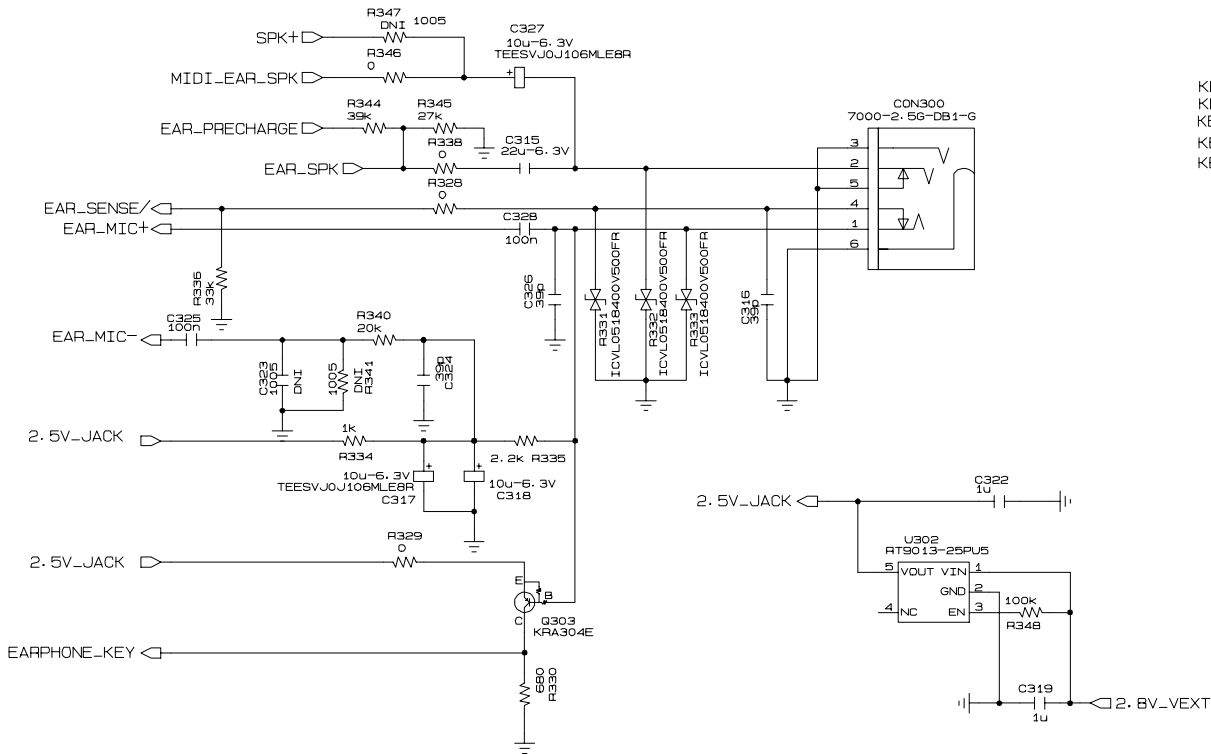 R347
DNI 1005
SPK+
C327
10u-6.3V
TEESVJ0J106MLE8R
R346
0
MIDI_EAR_SPK
+
R344
39k
R345
27k
EAR_PRECHARGE
R338
0
C315
22u-6.3V
EAR_SPK
R328
0
CON300
7000-2.5G-DB1-G
3
2
5
4
1
6
KE
EAR_SENSE/
EAR_MIC+
C328
100n
R336
33k
C326
39p
R331
ICVL0518400V500FR
R332
ICVL0518400V500FR
R333
ICVL0518400V500FR
C316
39p
C325
100n
EAR_MIC-
R340
20k
C323
1005
DNI
1005
DNI
R341
39p
C324
2.5V_JACK
1k
R334
2.2k R335
10u-6.3V
TEESVJ0J106MLE8R
C317
+
+
10u-6.3V
C318
2.5V_JACK
R329
0
E
B
C
Q303
KRA304E
EARPHONE_KEY
680
R330
2.5V_JACK
C322
1u
U302
RT9013-25PU5
5 VOUT VIN 1
GND 2
4 NC EN 3
100k
R348
C319
1u
2.8V_VEXT